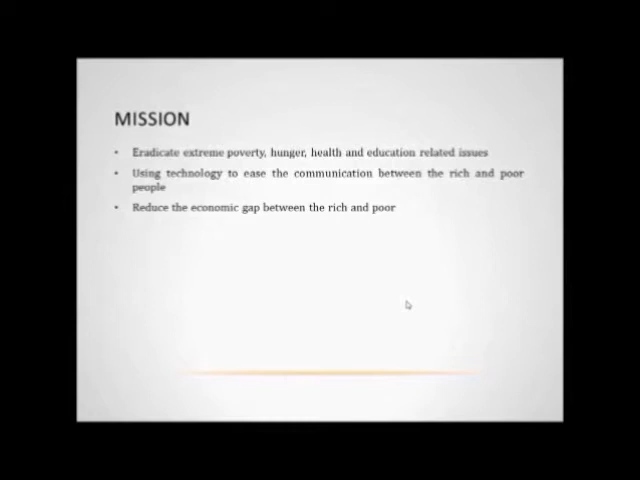 MISSION
• Eradicate extreme poverty, hunger, health and education related issues
• Using technology to ease the communication between the rich and poor
people
• Reduce the economic gap between the rich and poor